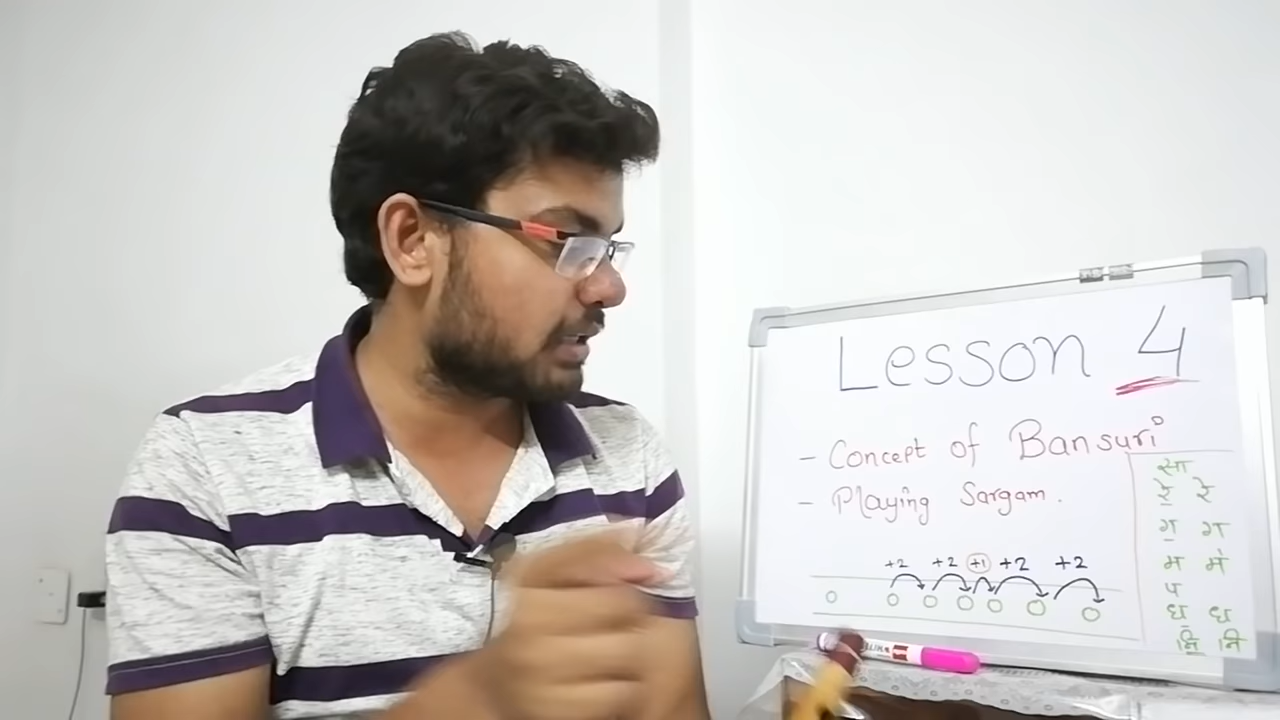 Lesson 4
- Concept of Bansuri
- Playing Sargam.
+2 +2 +1 +2 +2
सा
रे॒ रे
ग॒ ग
म मे
प
ध॒ ध
नि॒ नि